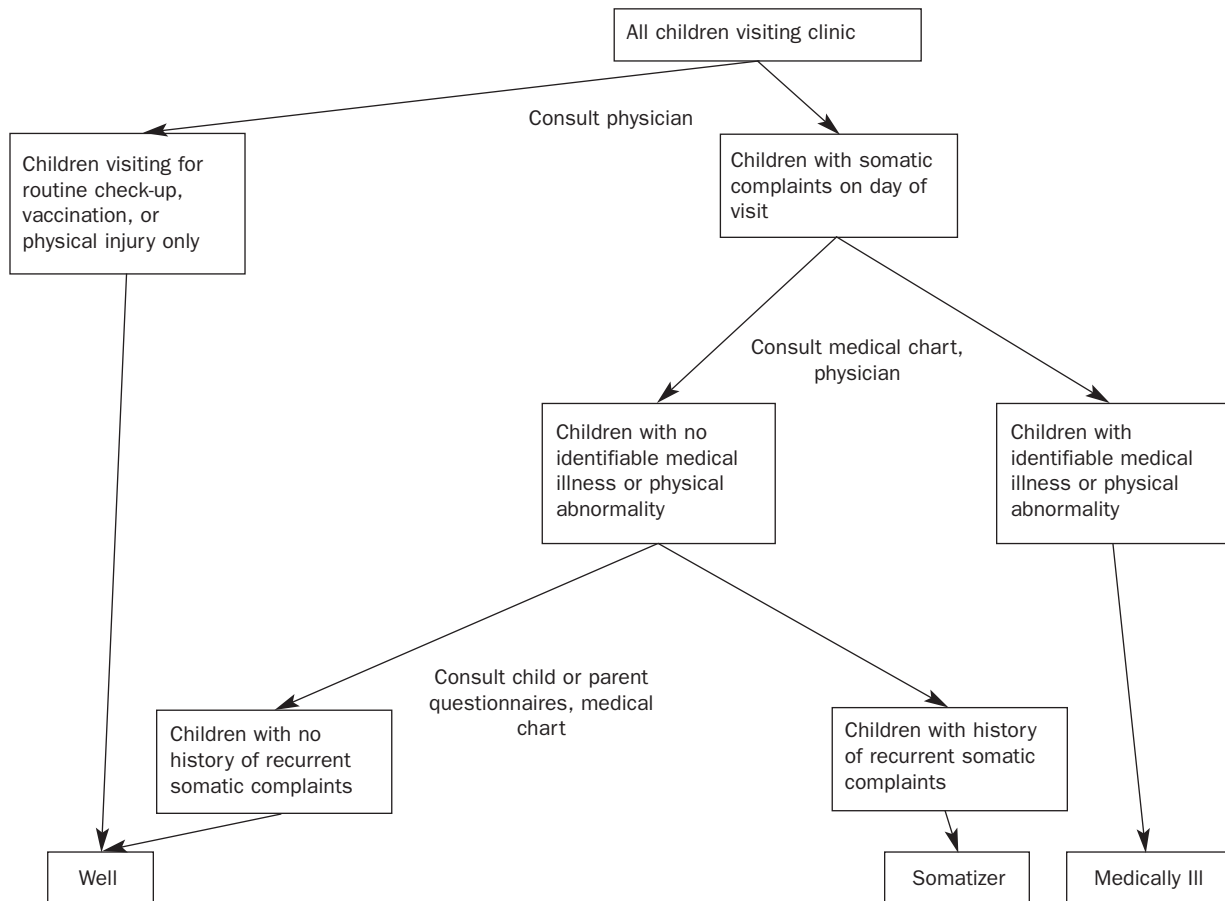 All children visiting clinic
Consult physician
Children visiting for
routine check-up,
vaccination, or
physical injury only
Children with somatic
complaints on day of
visit
Consult medical chart,
physician
Children with no
identifiable medical
illness or physical
abnormality
Children with
identifiable medical
illness or physical
abnormality
Consult child or parent
questionnaires, medical
chart
Children with no
history of recurrent
somatic complaints
Children with history
of recurrent somatic
complaints
Well
Somatizer
Medically Ill